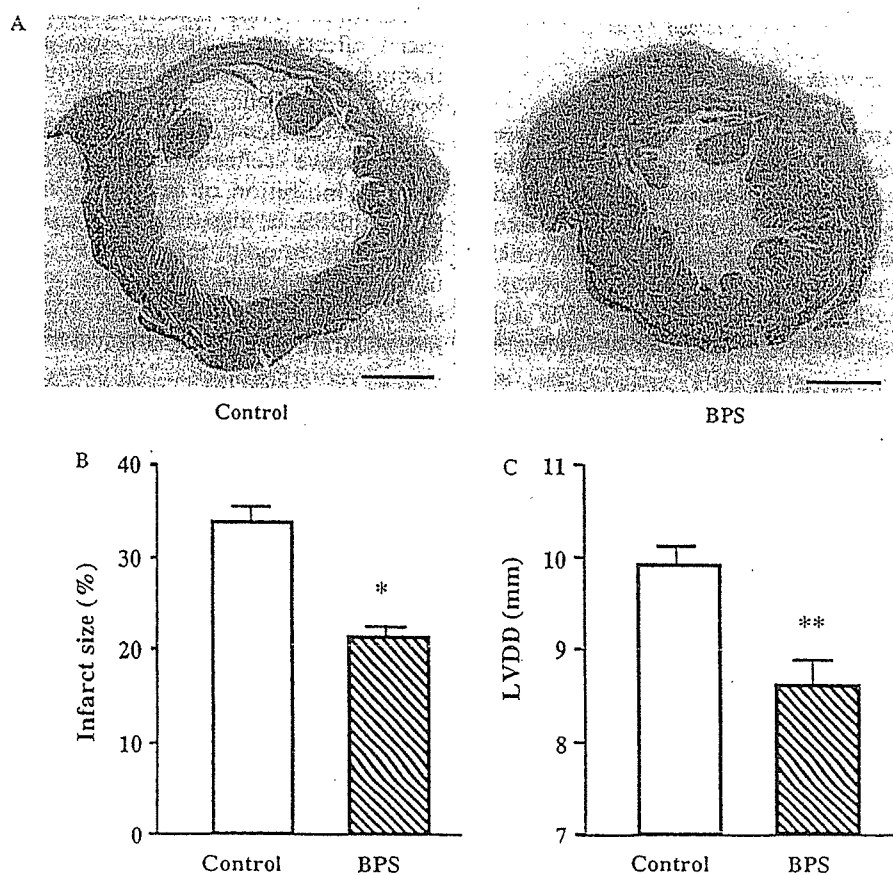 A
Control
BPS
B
Infarct size (%)
40
30
20
10
0
*
Control
BPS
C
LVDD (mm)
11
10
9
8
7
**
Control
BPS